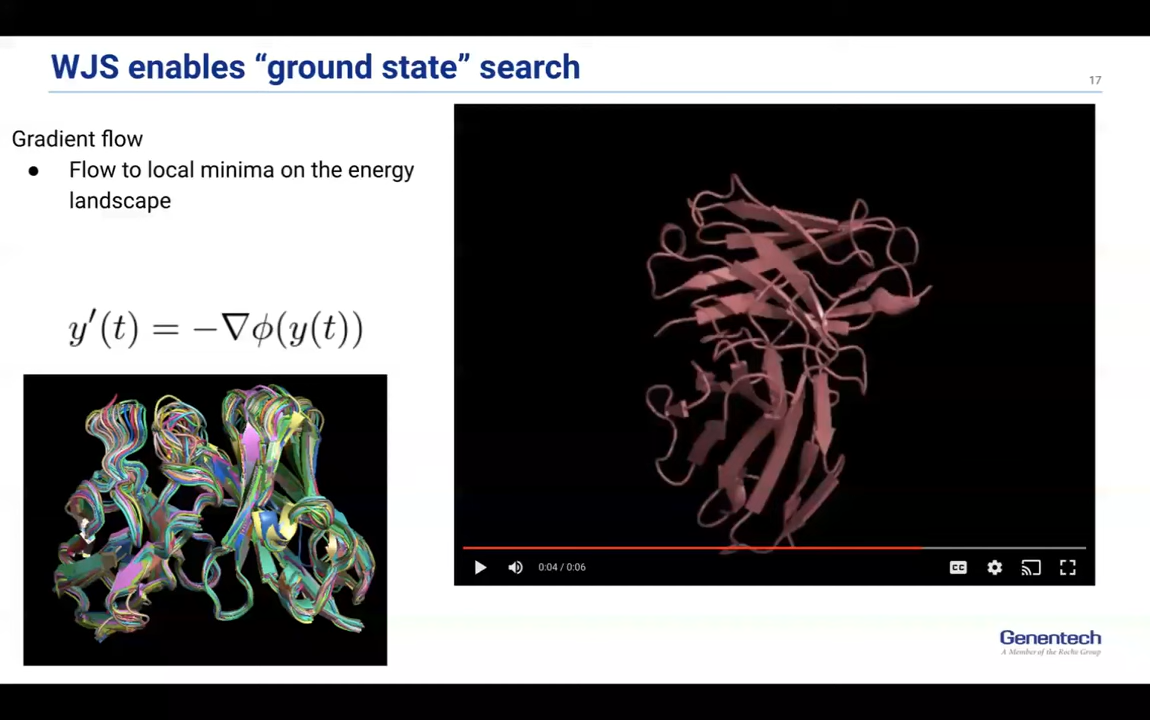 WJS enables “ground state” search
17
Gradient flow
● Flow to local minima on the energy
landscape
y′(t) = −∇ϕ(y(t))
0:04 / 0:06
CC
Genentech
A Member of the Roche Group